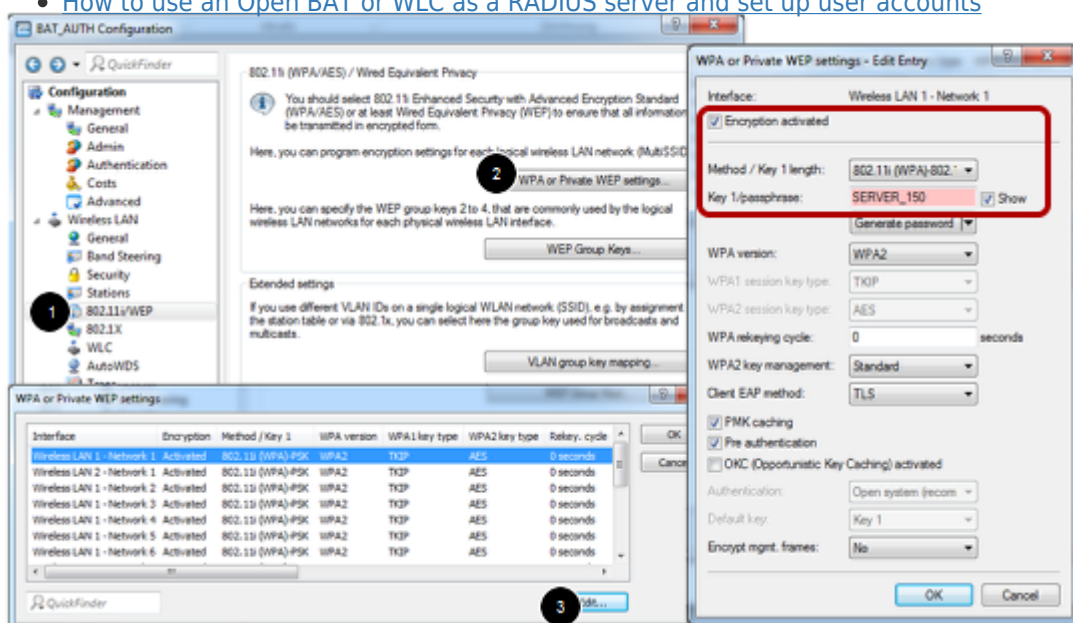 How to use an Open BAT or WLC as a RADIUS server and set up user accounts
BAT_AUTH Configuration
QuickFinder
Configuration
Management
General
Admin
Authentication
Costs
Advanced
Wireless LAN
General
Band Steering
Security
Stations
1
802.11i/WEP
802.1X
WLC
AutoWDS
802.11i (WPA/AES) / Wired Equivalent Privacy
You should select 802.11i Enhanced Security with Advanced Encryption Standard
(WPA/AES) or at least Wired Equivalent Privacy (WEP) to ensure that all information
be transmitted in encrypted form.
Here, you can program encryption settings for each logical wireless LAN network (MultiSSID
2
WPA or Private WEP settings...
Here, you can specify the WEP group keys 2 to 4, that are commonly used by the logical
wireless LAN networks for each physical wireless LAN interface.
WEP Group Keys...
Extended settings
If you use different VLAN IDs on a single logical WLAN network (SSID), e.g. by assignment
the station table or via 802.1x, you can select here the group key used for broadcasts and
multicasts.
VLAN group key mapping...
WPA or Private WEP settings
Interface Encryption Method / Key 1 WPA version WPA1 key type WPA2 key type Rekey. cycle
Wireless LAN 1 - Network 1 Activated 802.11i (WPA)-PSK WPA2 TKIP AES 0 seconds
Wireless LAN 2 - Network 1 Activated 802.11i (WPA)-PSK WPA2 TKIP AES 0 seconds
Wireless LAN 1 - Network 2 Activated 802.11i (WPA)-PSK WPA2 TKIP AES 0 seconds
Wireless LAN 1 - Network 3 Activated 802.11i (WPA)-PSK WPA2 TKIP AES 0 seconds
Wireless LAN 1 - Network 4 Activated 802.11i (WPA)-PSK WPA2 TKIP AES 0 seconds
Wireless LAN 1 - Network 5 Activated 802.11i (WPA)-PSK WPA2 TKIP AES 0 seconds
Wireless LAN 1 - Network 6 Activated 802.11i (WPA)-PSK WPA2 TKIP AES 0 seconds
OK
Cancel
QuickFinder
3
WPA or Private WEP settings - Edit Entry
Interface: Wireless LAN 1 - Network 1
Encryption activated
Method / Key 1 length: 802.11i (WPA)-802.1
Key 1/passphrase: SERVER_150 Show
Generate password
WPA version: WPA2
WPA1 session key type: TKIP
WPA2 session key type: AES
WPA rekeying cycle: 0 seconds
WPA2 key management: Standard
Client EAP method: TLS
PMK caching
Pre authentication
OKC (Opportunistic Key Caching) activated
Authentication: Open system (recom
Default key: Key 1
Encrypt mgmt. frames: No
OK Cancel